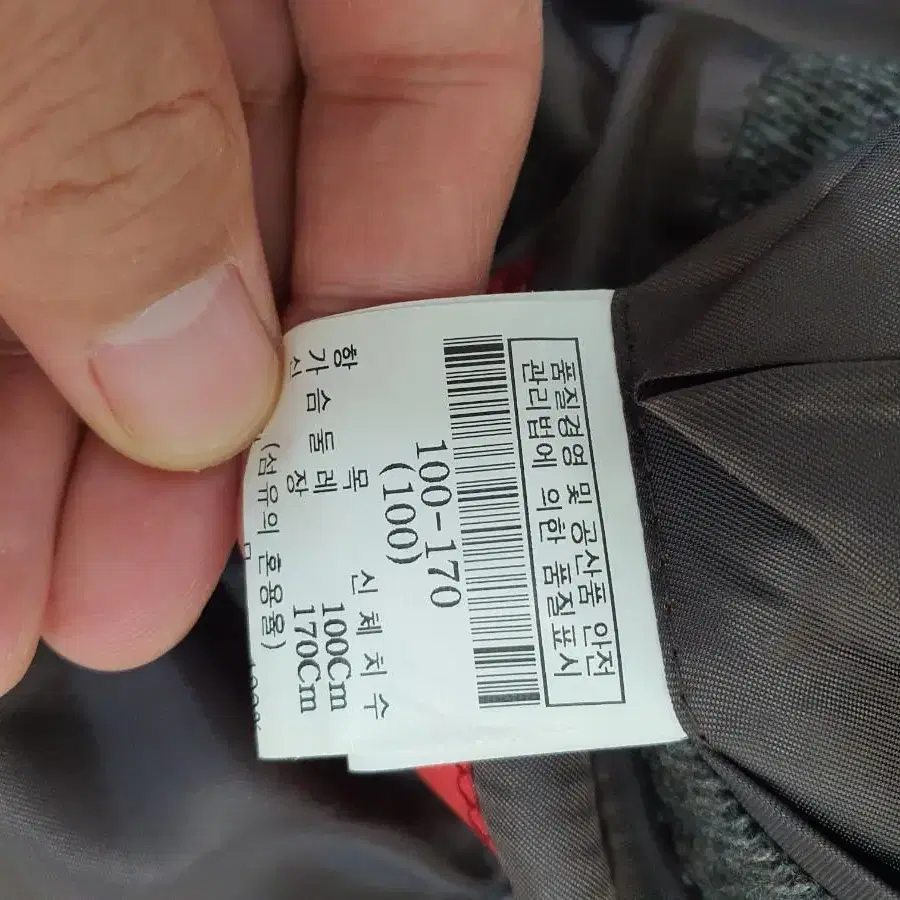 품질경영 및 공산품 안전
관리법에 의한 품질표시
100-170
(100)
항 목 신체치수
가슴둘레 100Cm
신 장 170Cm
(섬유의 혼용율)